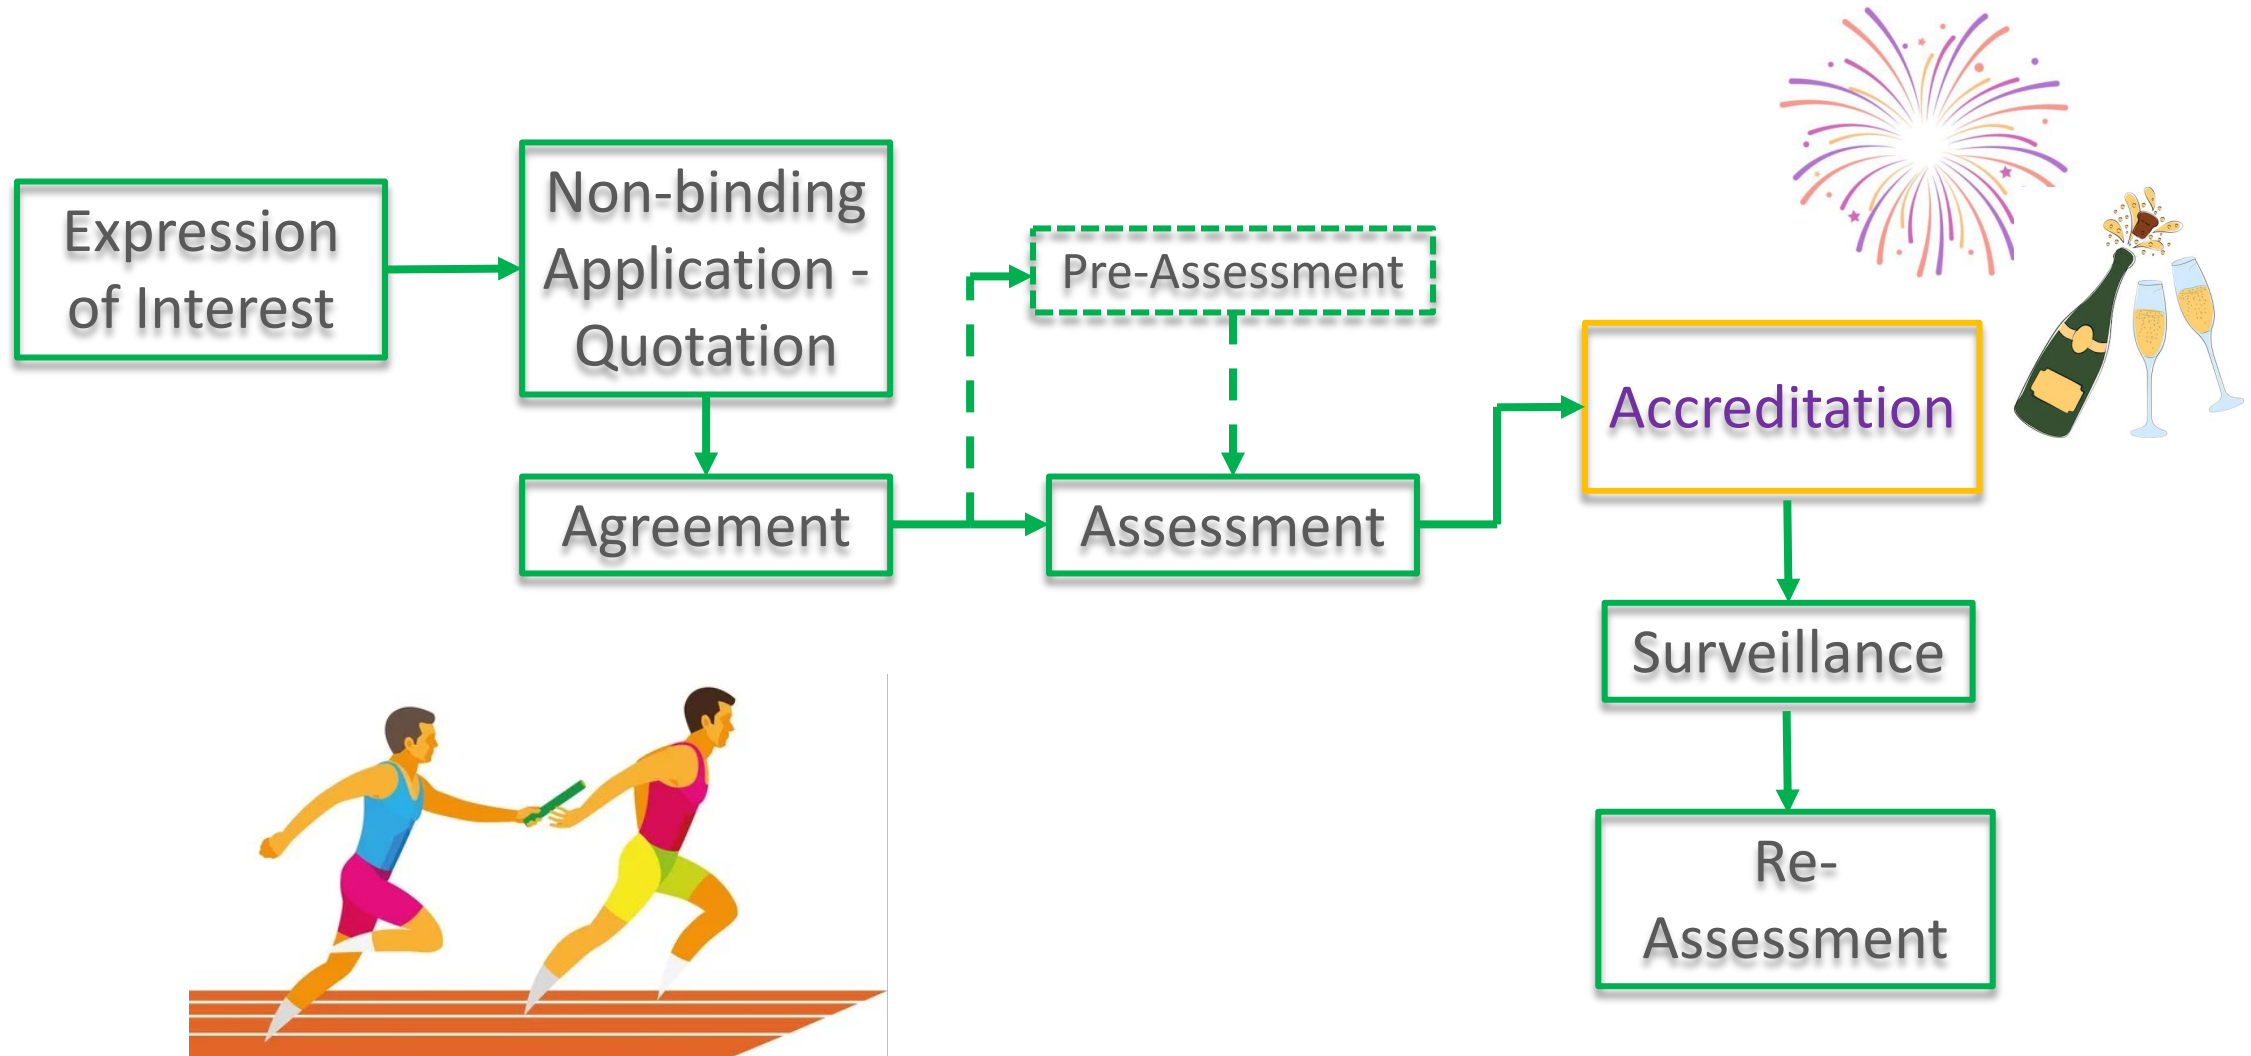 Expression
of Interest
Non-binding
Application -
Quotation
Pre-Assessment
Agreement
Assessment
Accreditation
Surveillance
Re-
Assessment